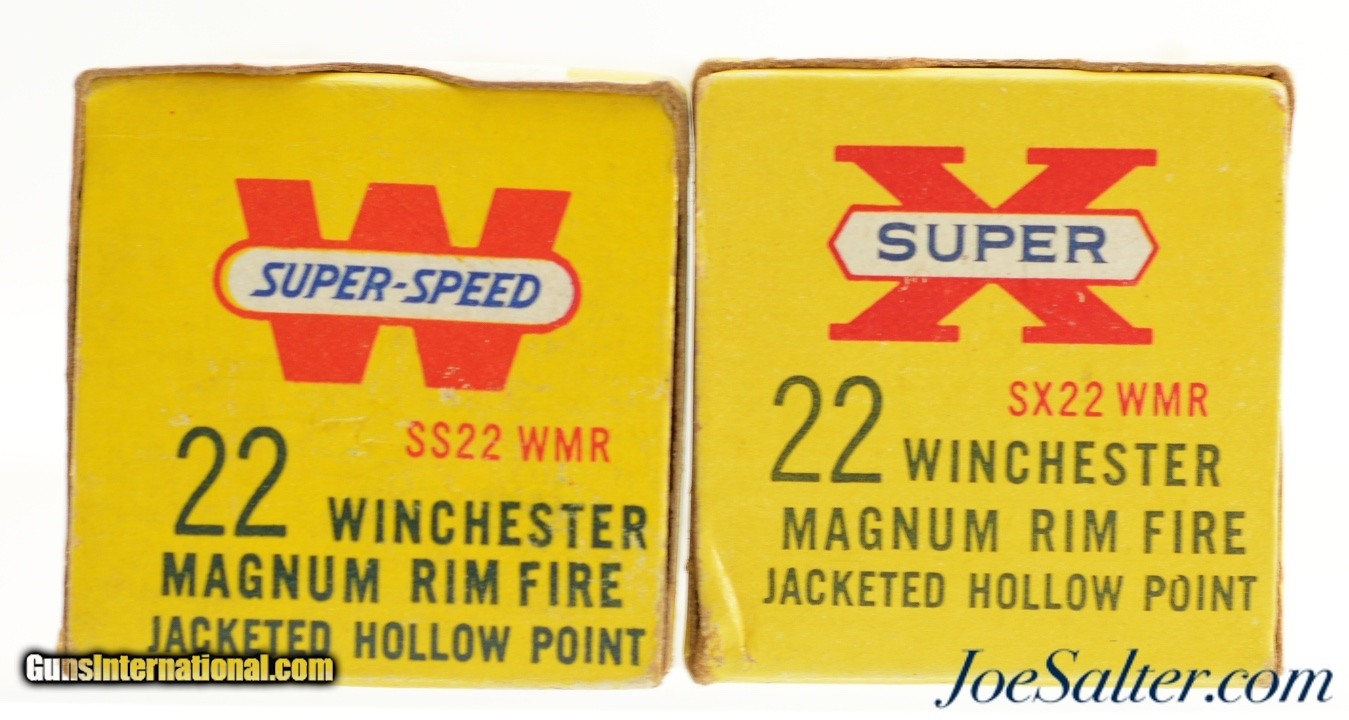 W
SUPER-SPEED
SS22 WMR
22 WINCHESTER
MAGNUM RIM FIRE
JACKETED HOLLOW POINT
X
SUPER
SX22 WMR
22 WINCHESTER
MAGNUM RIM FIRE
JACKETED HOLLOW POINT
GunsInternational.com
JoeSalter.com